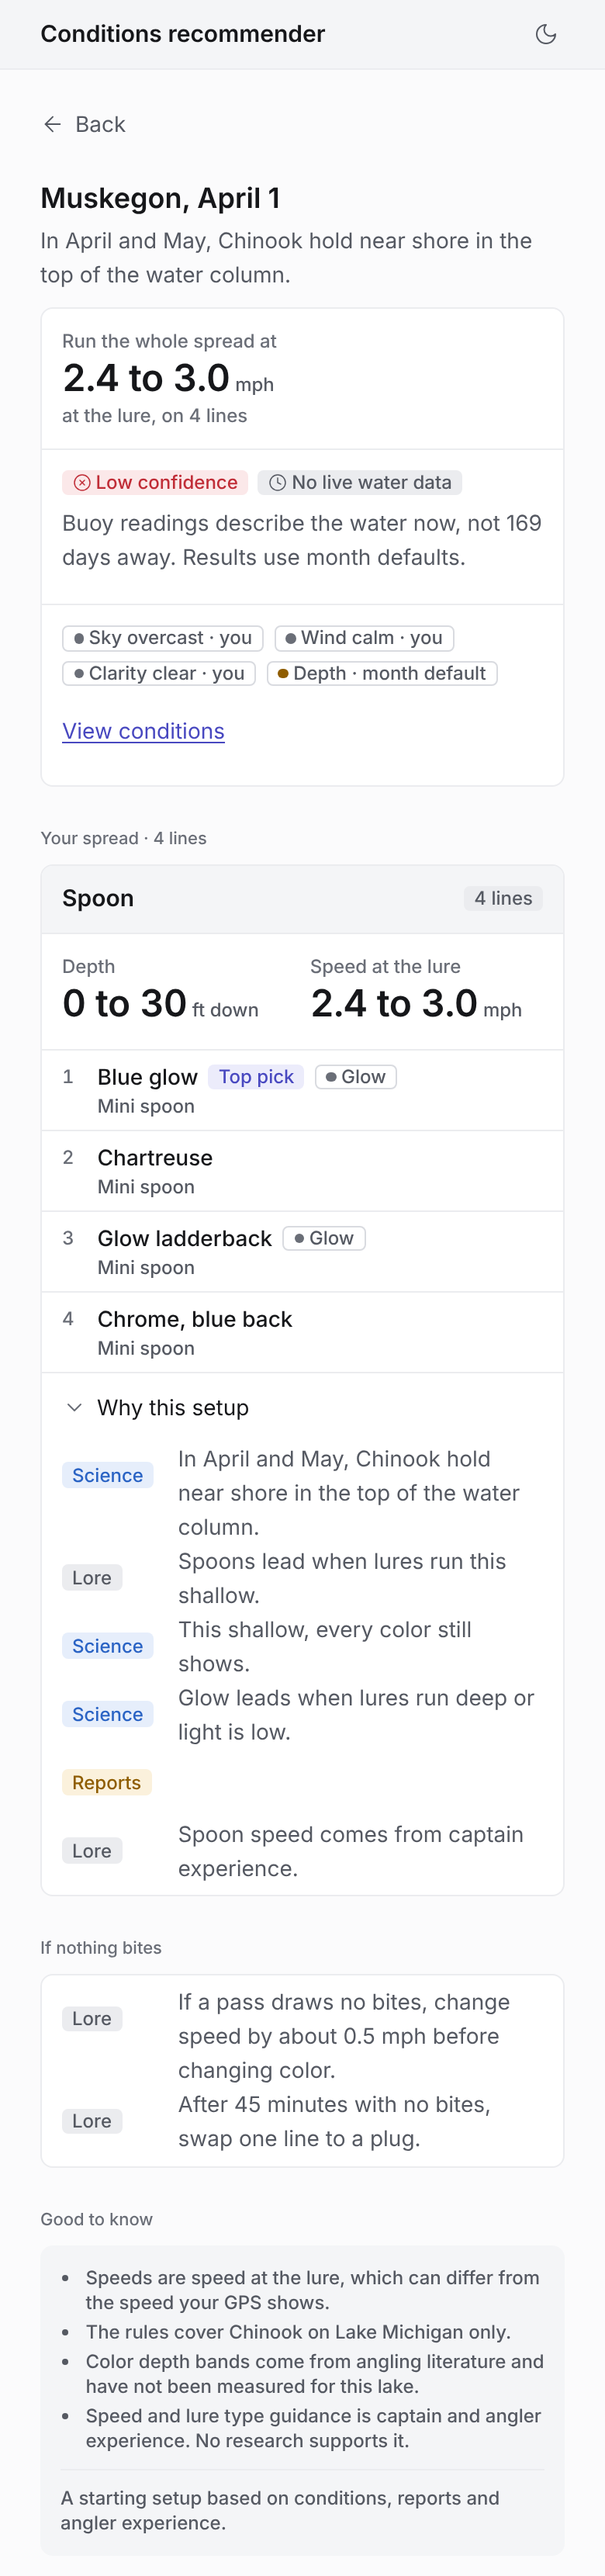 Conditions recommender
Back
Muskegon, April 1
In April and May, Chinook hold near shore in the
top of the water column.
Run the whole spread at
2.4 to 3.0 mph
at the lure, on 4 lines
Low confidence
No live water data
Buoy readings describe the water now, not 169
days away. Results use month defaults.
Sky overcast · you
Wind calm · you
Clarity clear · you
Depth · month default
View conditions
Your spread · 4 lines
Spoon
4 lines
Depth
0 to 30 ft down
Speed at the lure
2.4 to 3.0 mph
1 Blue glow Top pick Glow
Mini spoon
2 Chartreuse
Mini spoon
3 Glow ladderback Glow
Mini spoon
4 Chrome, blue back
Mini spoon
Why this setup
Science
In April and May, Chinook hold
near shore in the top of the water
column.
Lore
Spoons lead when lures run this
shallow.
Science
This shallow, every color still
shows.
Science
Glow leads when lures run deep or
light is low.
Reports
Lore
Spoon speed comes from captain
experience.
If nothing bites
Lore
If a pass draws no bites, change
speed by about 0.5 mph before
changing color.
Lore
After 45 minutes with no bites,
swap one line to a plug.
Good to know
• Speeds are speed at the lure, which can differ from
the speed your GPS shows.
• The rules cover Chinook on Lake Michigan only.
• Color depth bands come from angling literature and
have not been measured for this lake.
• Speed and lure type guidance is captain and angler
experience. No research supports it.
A starting setup based on conditions, reports and
angler experience.